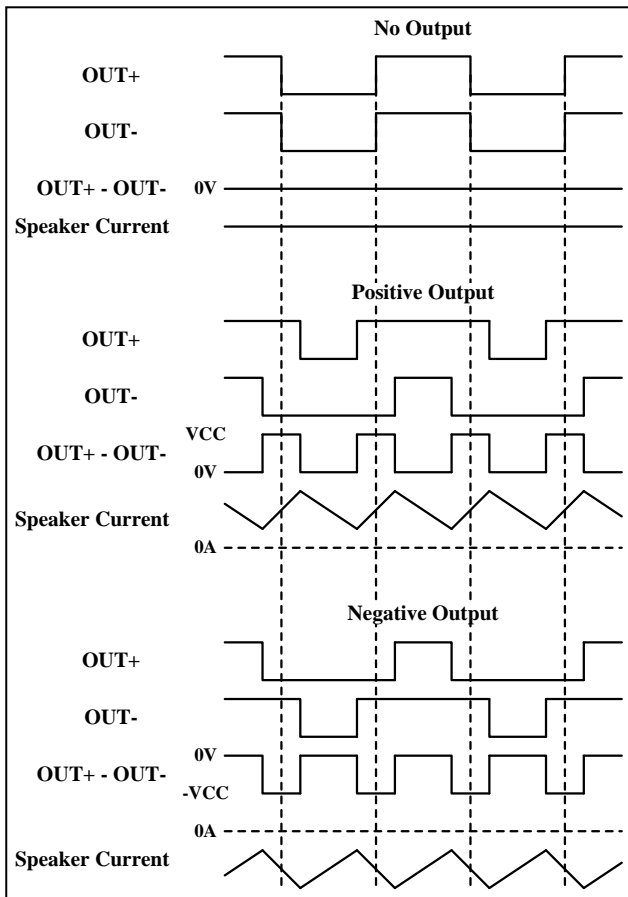 No Output
OUT+
OUT-
OUT+ - OUT- 0V
Speaker Current
Positive Output
OUT+
OUT-
VCC
OUT+ - OUT-
0V
Speaker Current
0A
Negative Output
OUT+
OUT-
0V
OUT+ - OUT-
-VCC
0A
Speaker Current